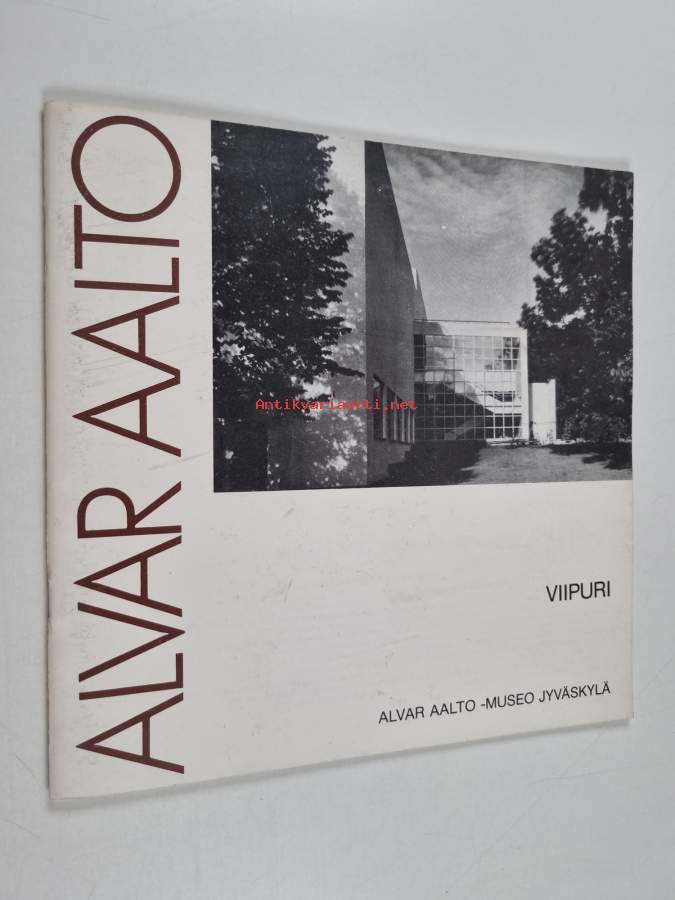 ALVAR AALTO
Antikvariaatti.net
VIIPURI
ALVAR AALTO -MUSEO JYVÄSKYLÄ